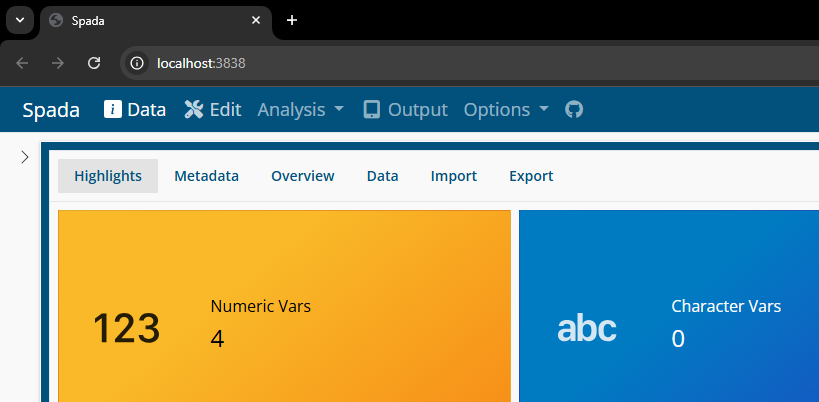 Spada
localhost:3838
Spada Data Edit Analysis Output Options
Highlights Metadata Overview Data Import Export
123 Numeric Vars
4
abc Character Vars
0